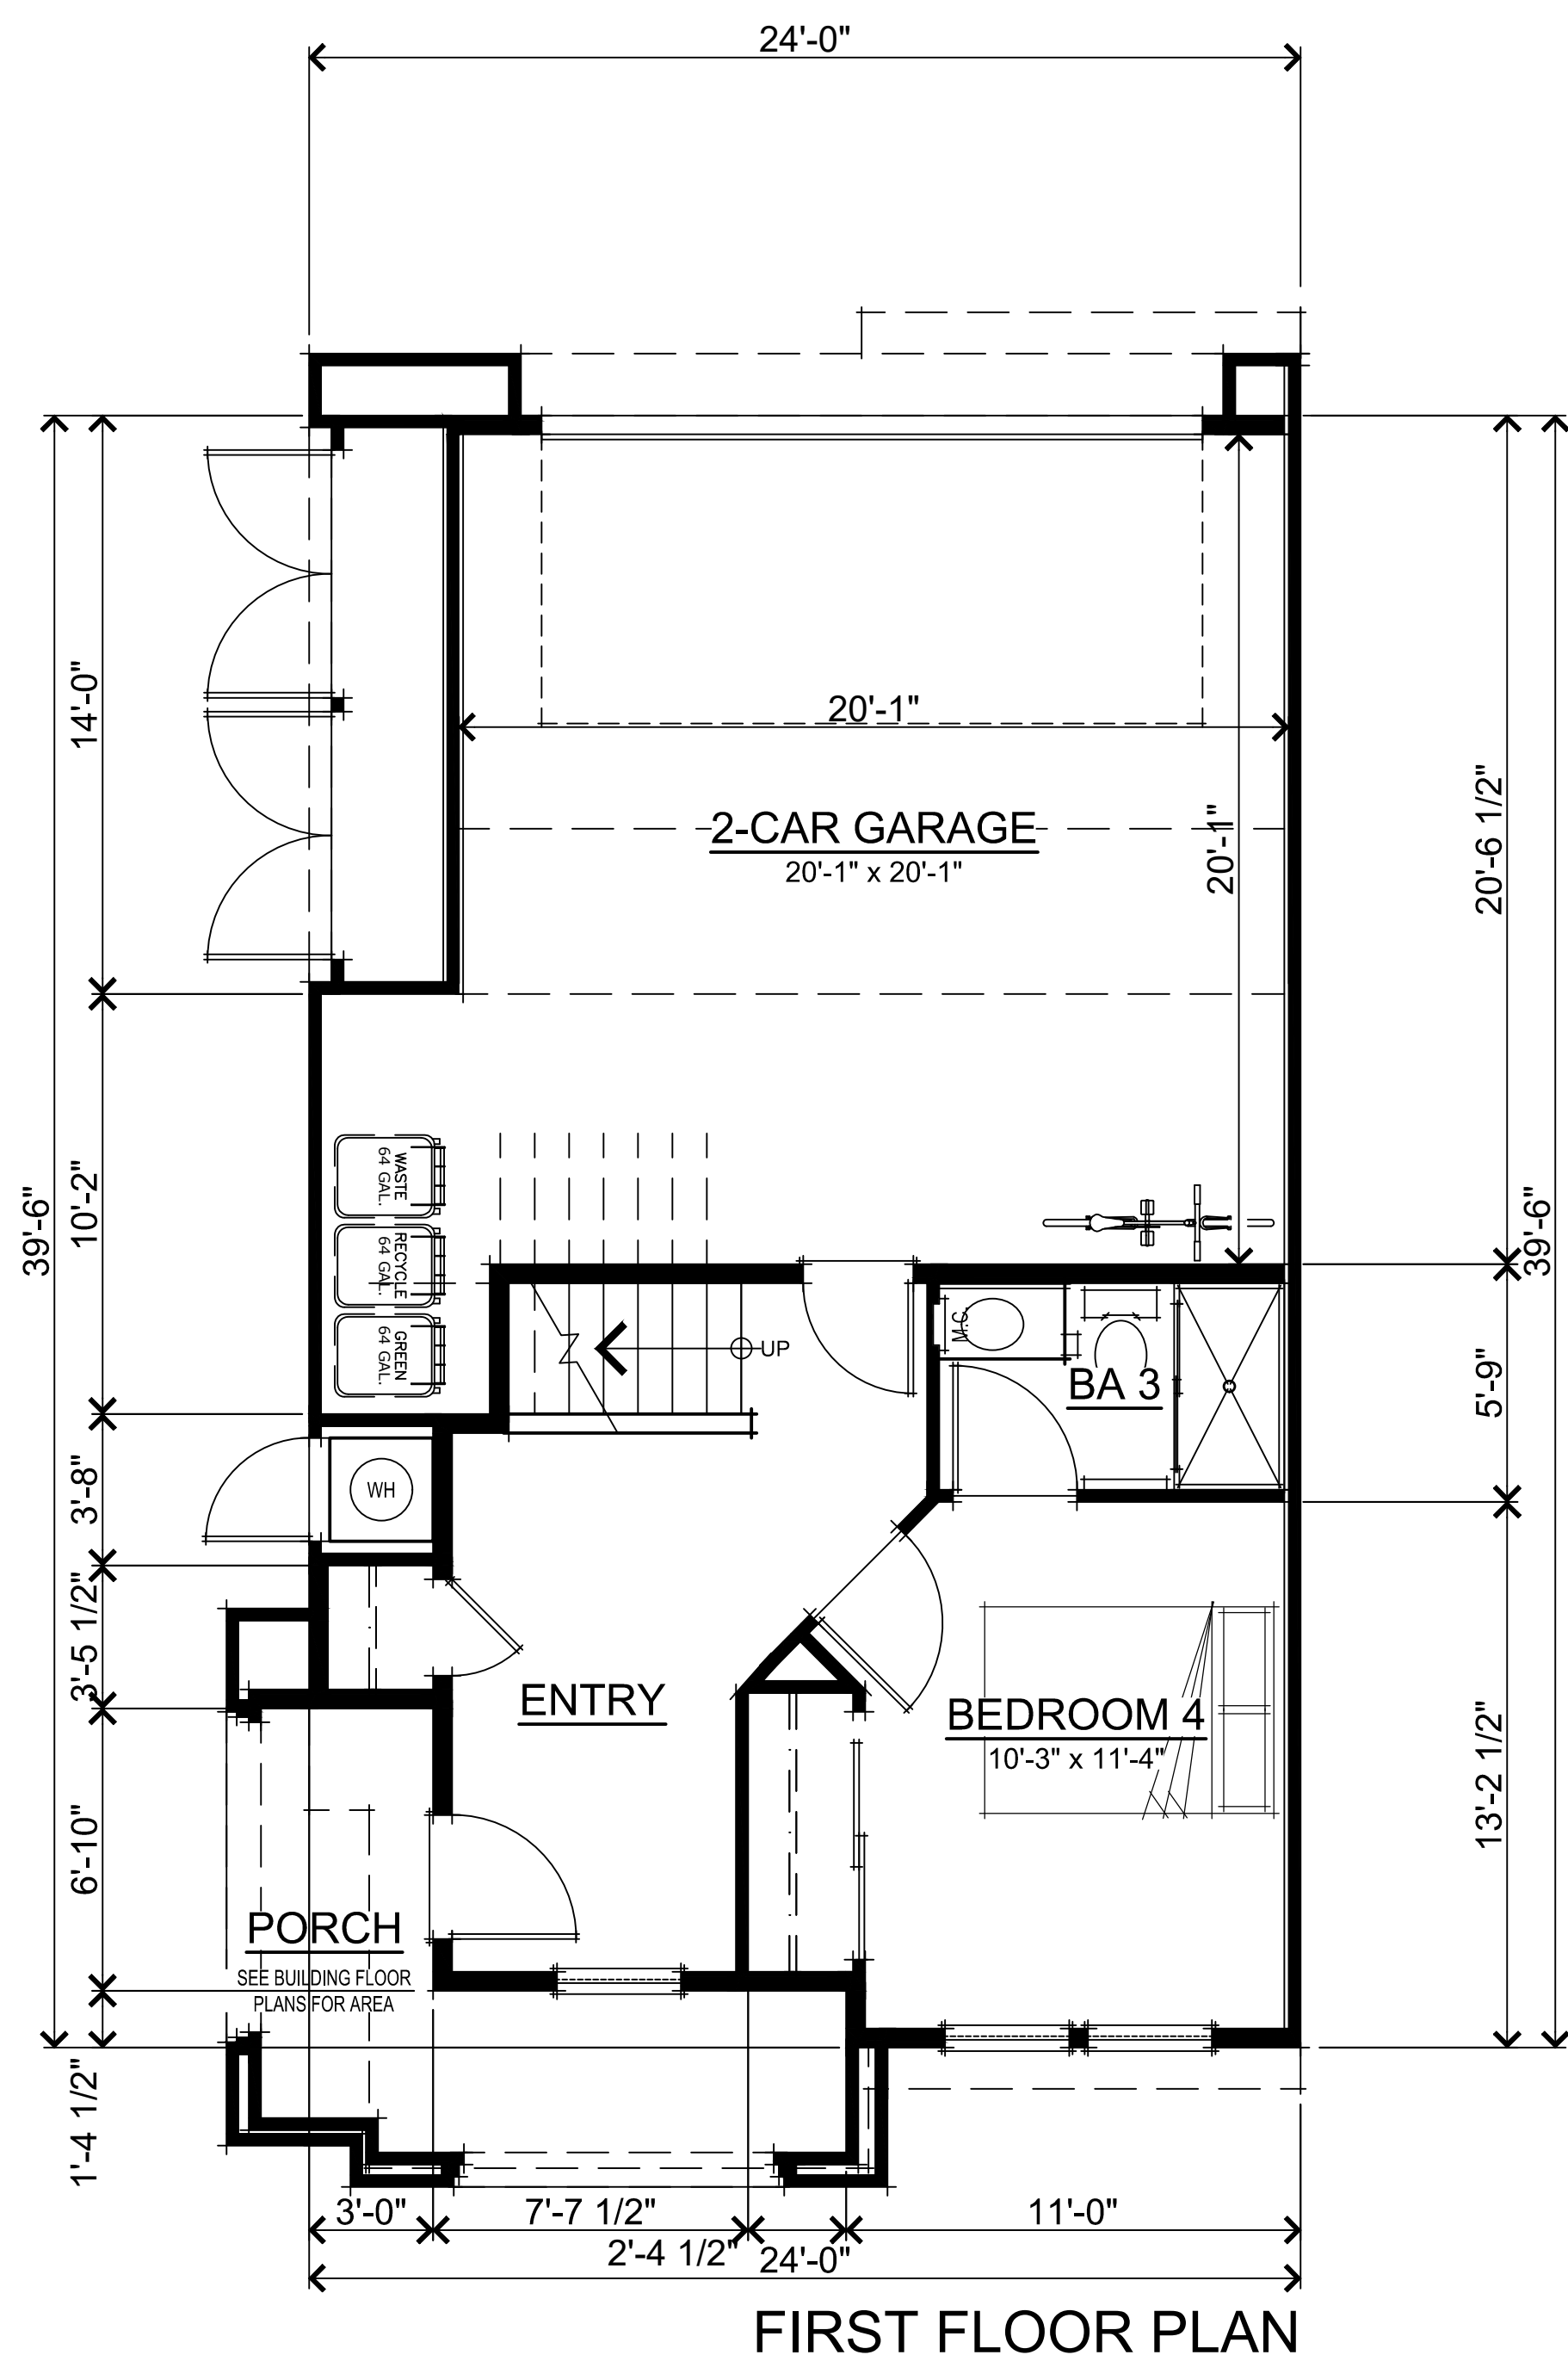 24'-0"
14'-0"
20'-1"
2-CAR GARAGE
20'-1" x 20'-1"
20'-1"
20'-6 1/2"
39'-6"
10'-2"
WASTE
64 GAL.
RECYCLE
64 GAL.
GREEN
64 GAL.
39'-6"
UP
M.C.
BA 3
5'-9"
3'-8"
WH
3'-5 1/2"
ENTRY
BEDROOM 4
10'-3" x 11'-4"
13'-2 1/2"
6'-10"
PORCH
SEE BUILDING FLOOR
PLANS FOR AREA
1'-4 1/2"
3'-0"
7'-7 1/2"
11'-0"
2'-4 1/2"
24'-0"
FIRST FLOOR PLAN